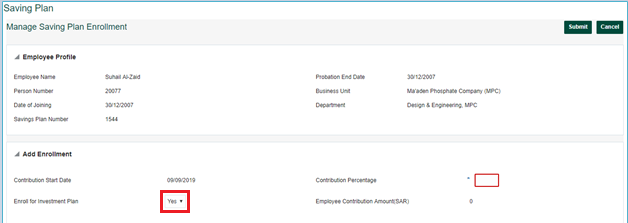 Saving Plan
Manage Saving Plan Enrollment
Submit Cancel
Employee Profile
Employee Name Suhail Al-Zaid Probation End Date 30/12/2007
Person Number 20077 Business Unit Ma'aden Phosphate Company (MPC)
Date of Joining 30/12/2007 Department Design & Engineering, MPC
Savings Plan Number 1544
Add Enrollment
Contribution Start Date 09/09/2019 Contribution Percentage *
Enroll for Investment Plan Yes Employee Contribution Amount(SAR) 0